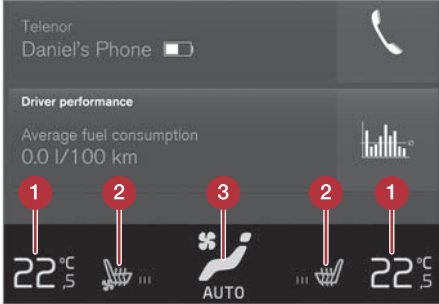 Telenor
Daniel's Phone
Driver performance
Average fuel consumption
0.0 l/100 km
1 2 3 2 1
22 °C ,5 AUTO 22 °C ,5